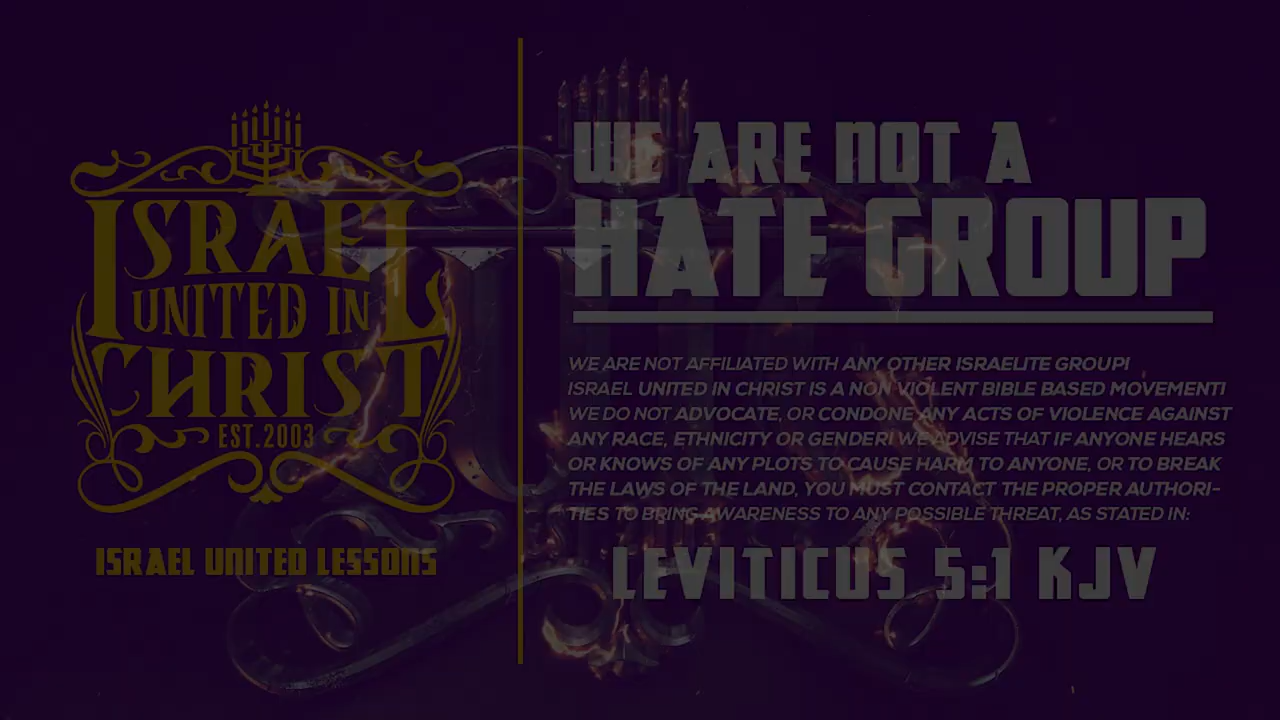 ISRAEL
UNITED IN
CHRIST
EST.2003
ISRAEL UNITED LESSONS
WE ARE NOT A
HATE GROUP
WE ARE NOT AFFILIATED WITH ANY OTHER ISRAELITE GROUP!
ISRAEL UNITED IN CHRIST IS A NON VIOLENT BIBLE BASED MOVEMENT!
WE DO NOT ADVOCATE, OR CONDONE ANY ACTS OF VIOLENCE AGAINST
ANY RACE, ETHNICITY OR GENDER! WE ADVISE THAT IF ANYONE HEARS
OR KNOWS OF ANY PLOTS TO CAUSE HARM TO ANYONE, OR TO BREAK
THE LAWS OF THE LAND, YOU MUST CONTACT THE PROPER AUTHORI-
TIES TO BRING AWARENESS TO ANY POSSIBLE THREAT, AS STATED IN:
LEVITICUS 5:1 KJV